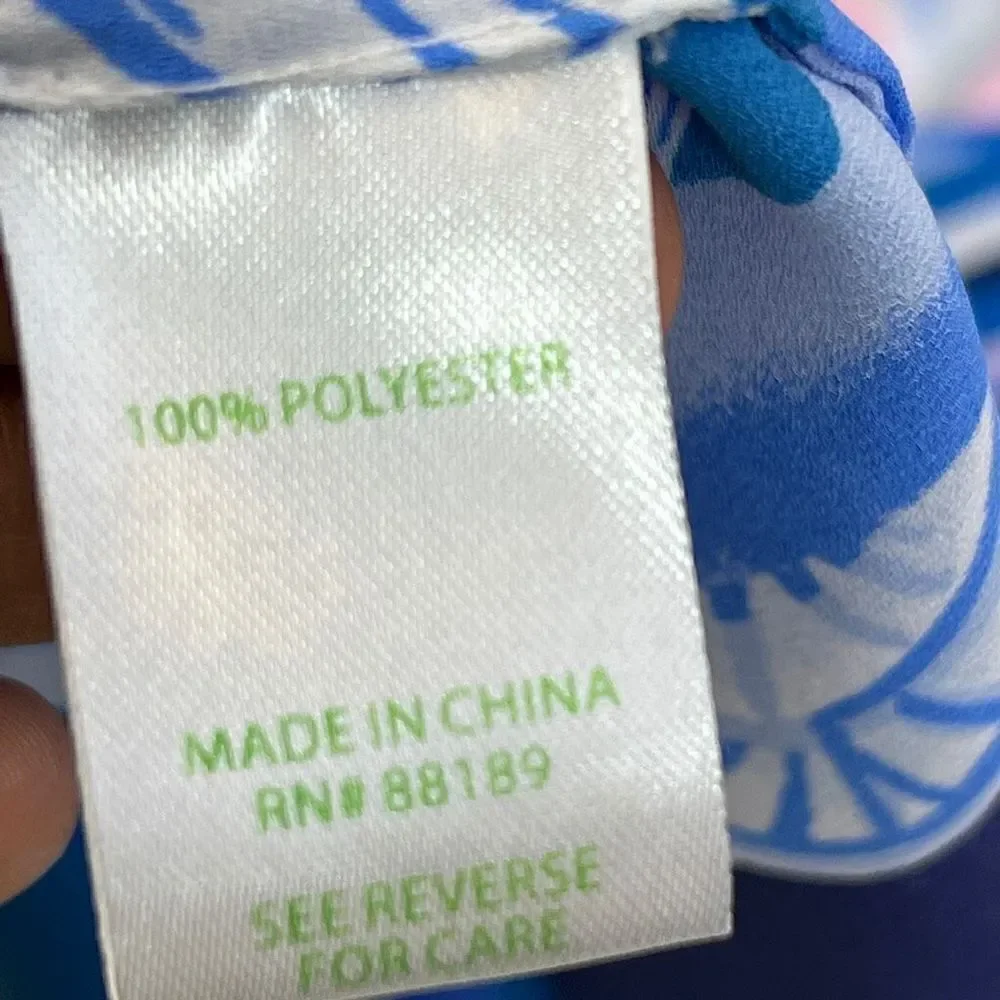 100% POLYESTER
MADE IN CHINA
RN# 88189
SEE REVERSE
FOR CARE